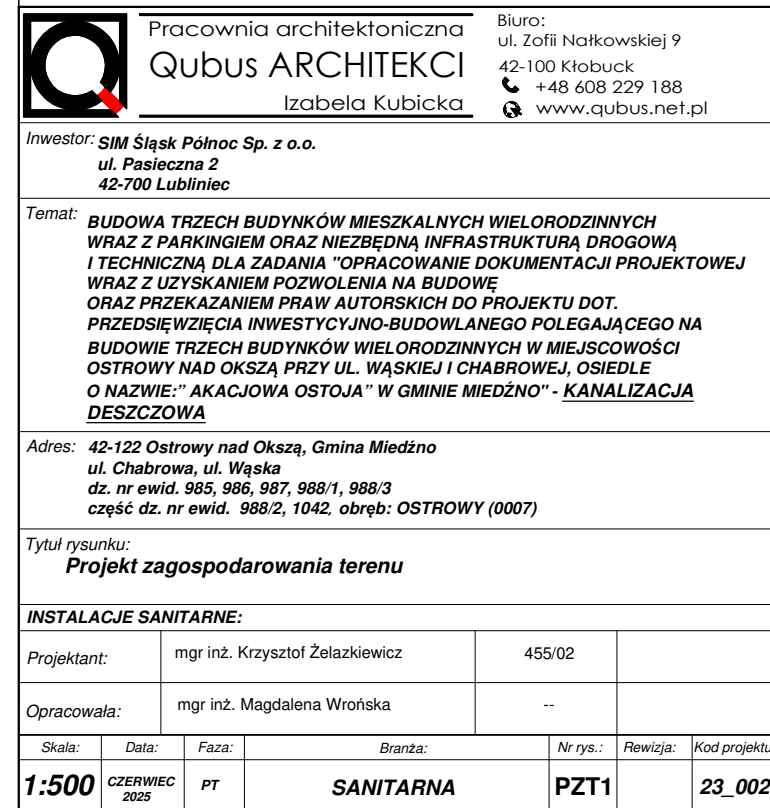 Pracownia architektoniczna
Qubus ARCHITEKCI
Izabela Kubicka
Biuro:
ul. Zofii Nałkowskiej 9
42-100 Kłobuck
+48 608 229 188
www.qubus.net.pl
Inwestor: SIM Śląsk Północ Sp. z o.o.
ul. Pasieczna 2
42-700 Lubliniec
Temat: BUDOWA TRZECH BUDYNKÓW MIESZKALNYCH WIELORODZINNYCH
WRAZ Z PARKINGIEM ORAZ NIEZBĘDNĄ INFRASTRUKTURĄ DROGOWĄ
I TECHNICZNĄ DLA ZADANIA "OPRACOWANIE DOKUMENTACJI PROJEKTOWEJ
WRAZ Z UZYSKANIEM POZWOLENIA NA BUDOWĘ
ORAZ PRZEKAZANIEM PRAW AUTORSKICH DO PROJEKTU DOT.
PRZEDSIĘWZIĘCIA INWESTYCYJNO-BUDOWLANEGO POLEGAJĄCEGO NA
BUDOWIE TRZECH BUDYNKÓW WIELORODZINNYCH W MIEJSCOWOŚCI
OSTROWY NAD OKSZĄ PRZY UL. WĄSKIEJ I CHABROWEJ, OSIEDLE
O NAZWIE:” AKACJOWA OSTOJA” W GMINIE MIEDŹNO" - KANALIZACJA
DESZCZOWA
Adres: 42-122 Ostrowy nad Okszą, Gmina Miedźno
ul. Chabrowa, ul. Wąska
dz. nr ewid. 985, 986, 987, 988/1, 988/3
część dz. nr ewid. 988/2, 1042, obręb: OSTROWY (0007)
Tytuł rysunku:
Projekt zagospodarowania terenu
INSTALACJE SANITARNE:
Projektant: mgr inż. Krzysztof Żelazkiewicz 455/02
Opracowała: mgr inż. Magdalena Wrońska --
Skala: Data: Faza: Branża: Nr rys.: Rewizja: Kod projektu
1:500 CZERWIEC 2025 PT SANITARNA PZT1 23_002